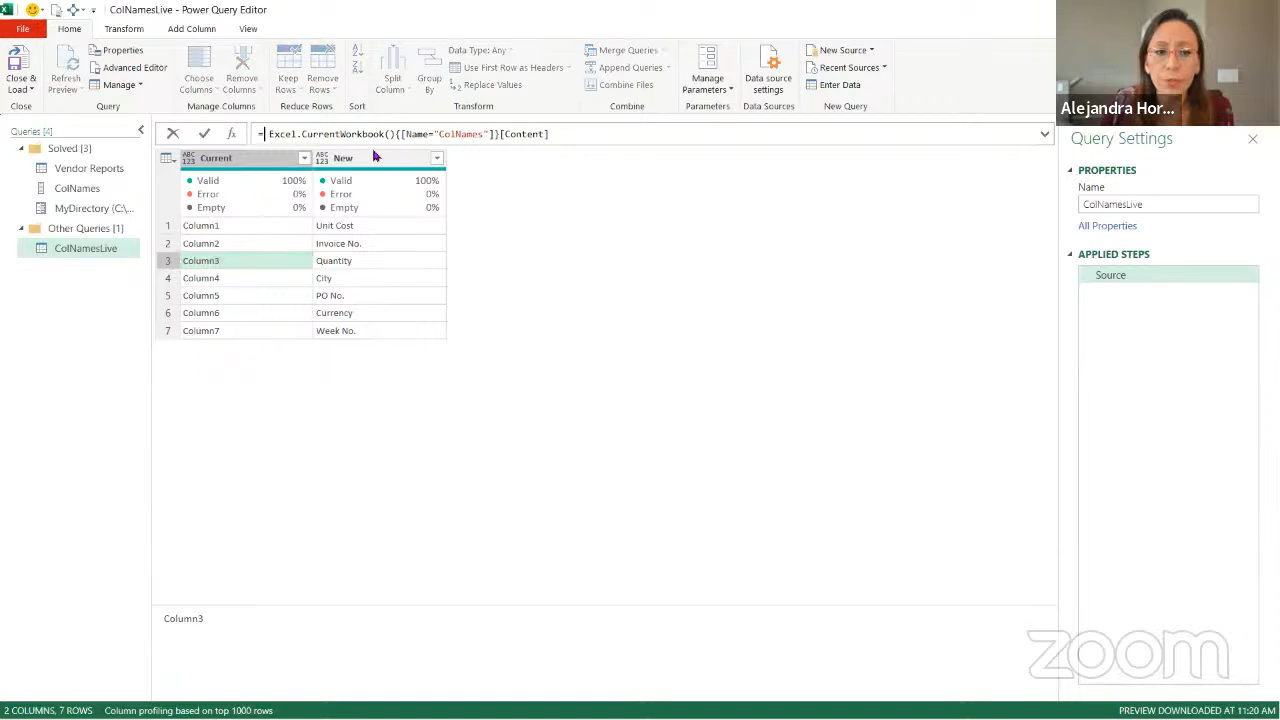 ColNamesLive - Power Query Editor
File Home Transform Add Column View
Close & Load
Close
Refresh Preview
Properties
Advanced Editor
Manage
Query
Choose Columns
Remove Columns
Manage Columns
Keep Rows
Remove Rows
Reduce Rows
Sort
Split Column
Group By
Data Type: Any
Use First Row as Headers
Replace Values
Transform
Merge Queries
Append Queries
Combine Files
Combine
Manage Parameters
Parameters
Data source settings
Data Sources
New Source
Recent Sources
Enter Data
New Query
Alejandra Hor...
Queries [4]
Solved [3]
Vendor Reports
ColNames
MyDirectory (C:\...
Other Queries [1]
ColNamesLive
fx
= Excel.CurrentWorkbook(){[Name="ColNames"]}[Content]
ABC 123 Current ABC 123 New
Valid 100% Valid 100%
Error 0% Error 0%
Empty 0% Empty 0%
1 Column1 Unit Cost
2 Column2 Invoice No.
3 Column3 Quantity
4 Column4 City
5 Column5 PO No.
6 Column6 Currency
7 Column7 Week No.
Column3
Query Settings
PROPERTIES
Name
ColNamesLive
All Properties
APPLIED STEPS
Source
zoom
2 COLUMNS, 7 ROWS Column profiling based on top 1000 rows
PREVIEW DOWNLOADED AT 11:20 AM